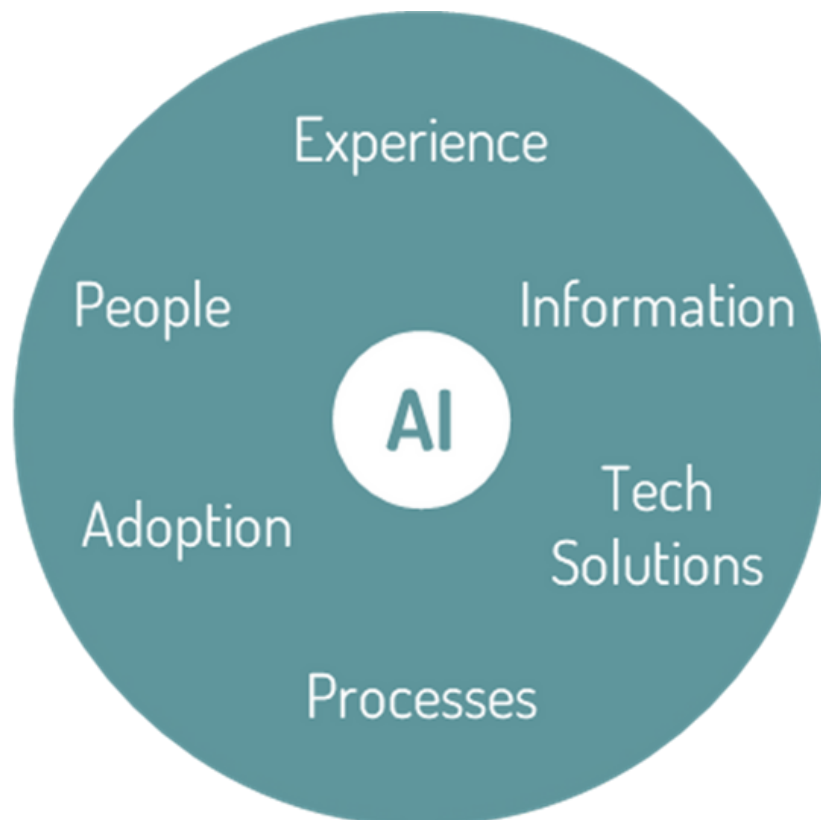 Experience
People
Information
AI
Adoption
Tech
Solutions
Processes